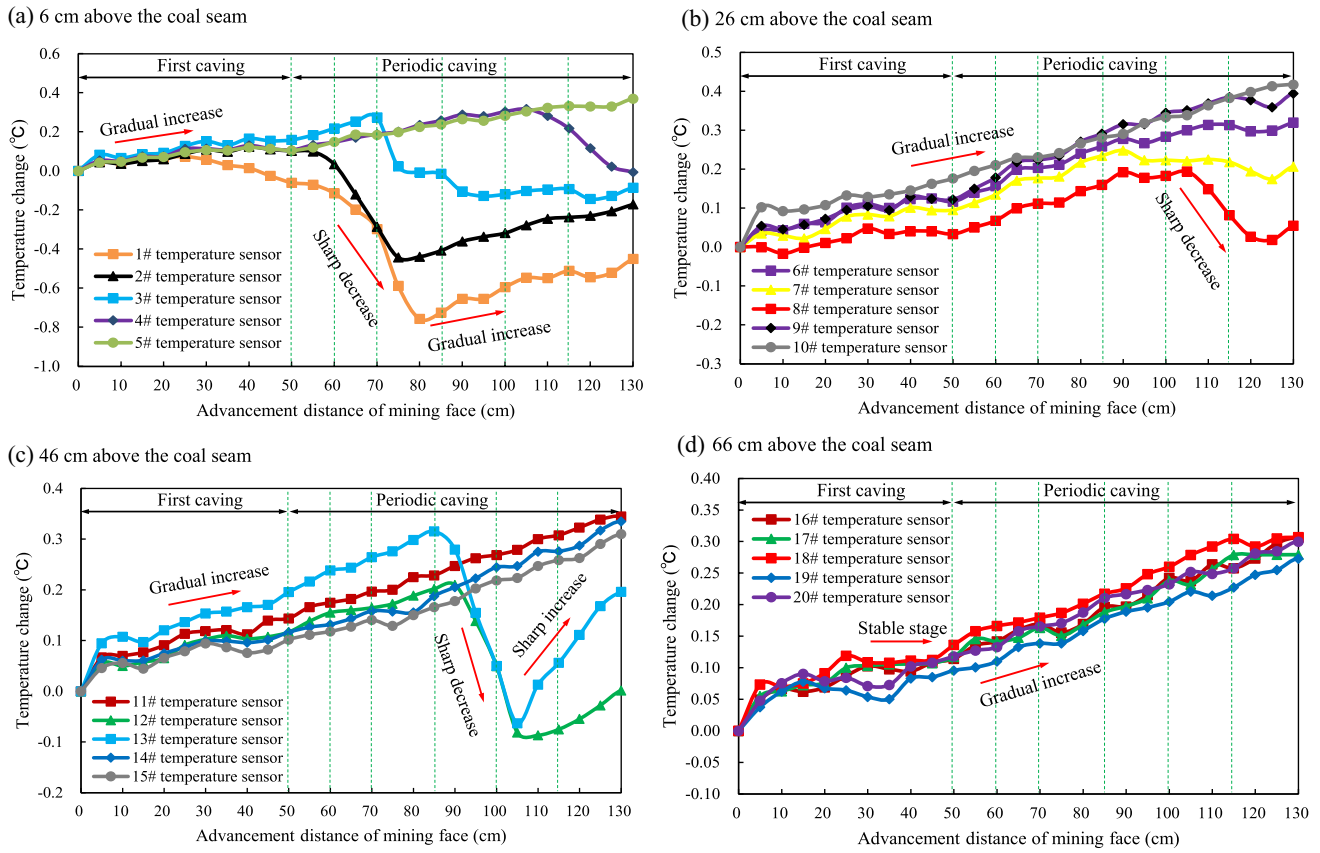 (a) 6 cm above the coal seam
First caving
Periodic caving
Gradual increase
Sharp decrease
Gradual increase
1# temperature sensor
2# temperature sensor
3# temperature sensor
4# temperature sensor
5# temperature sensor
0.6
0.4
0.2
0.0
-0.2
-0.4
-0.6
-0.8
-1.0
Temperature change (℃)
0 10 20 30 40 50 60 70 80 90 100 110 120 130
Advancement distance of mining face (cm)
(b) 26 cm above the coal seam
First caving
Periodic caving
Gradual increase
Sharp decrease
6# temperature sensor
7# temperature sensor
8# temperature sensor
9# temperature sensor
10# temperature sensor
0.5
0.4
0.3
0.2
0.1
0.0
-0.1
-0.2
-0.3
Temperature change (℃)
0 10 20 30 40 50 60 70 80 90 100 110 120 130
Advancement distance of mining face (cm)
(c) 46 cm above the coal seam
First caving
Periodic caving
Gradual increase
Sharp decrease
Sharp increase
11# temperature sensor
12# temperature sensor
13# temperature sensor
14# temperature sensor
15# temperature sensor
0.4
0.3
0.2
0.1
0.0
-0.1
-0.2
Temperature change (℃)
0 10 20 30 40 50 60 70 80 90 100 110 120 130
Advancement distance of mining face (cm)
(d) 66 cm above the coal seam
First caving
Periodic caving
16# temperature sensor
17# temperature sensor
18# temperature sensor
19# temperature sensor
20# temperature sensor
Stable stage
Gradual increase
0.40
0.35
0.30
0.25
0.20
0.15
0.10
0.05
0.00
-0.05
-0.10
Temperature change (℃)
0 10 20 30 40 50 60 70 80 90 100 110 120 130
Advancement distance of mining face (cm)